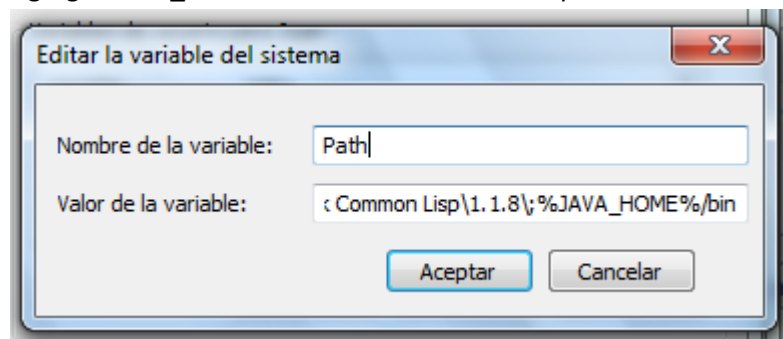 Editar la variable del sistema
Nombre de la variable: Path
Valor de la variable: Common Lisp\1.1.8\;%JAVA_HOME%/bin
Aceptar Cancelar